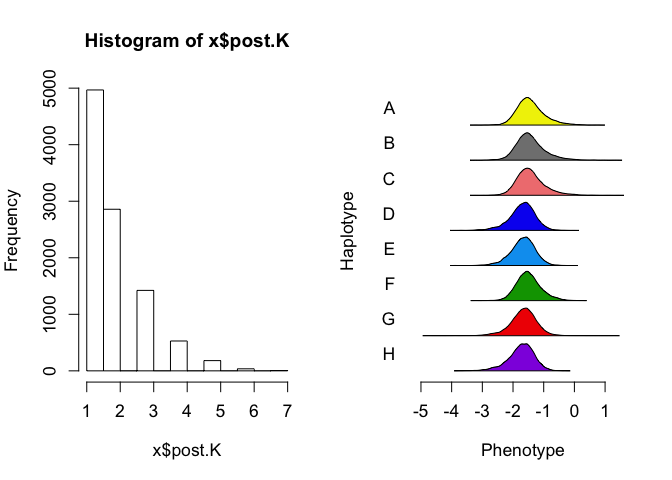 Histogram of x$post.K
Frequency
5000
4000
3000
2000
1000
0
1 2 3 4 5 6 7
x$post.K
Haplotype
A
B
C
D
E
F
G
H
-5 -4 -3 -2 -1 0 1
Phenotype